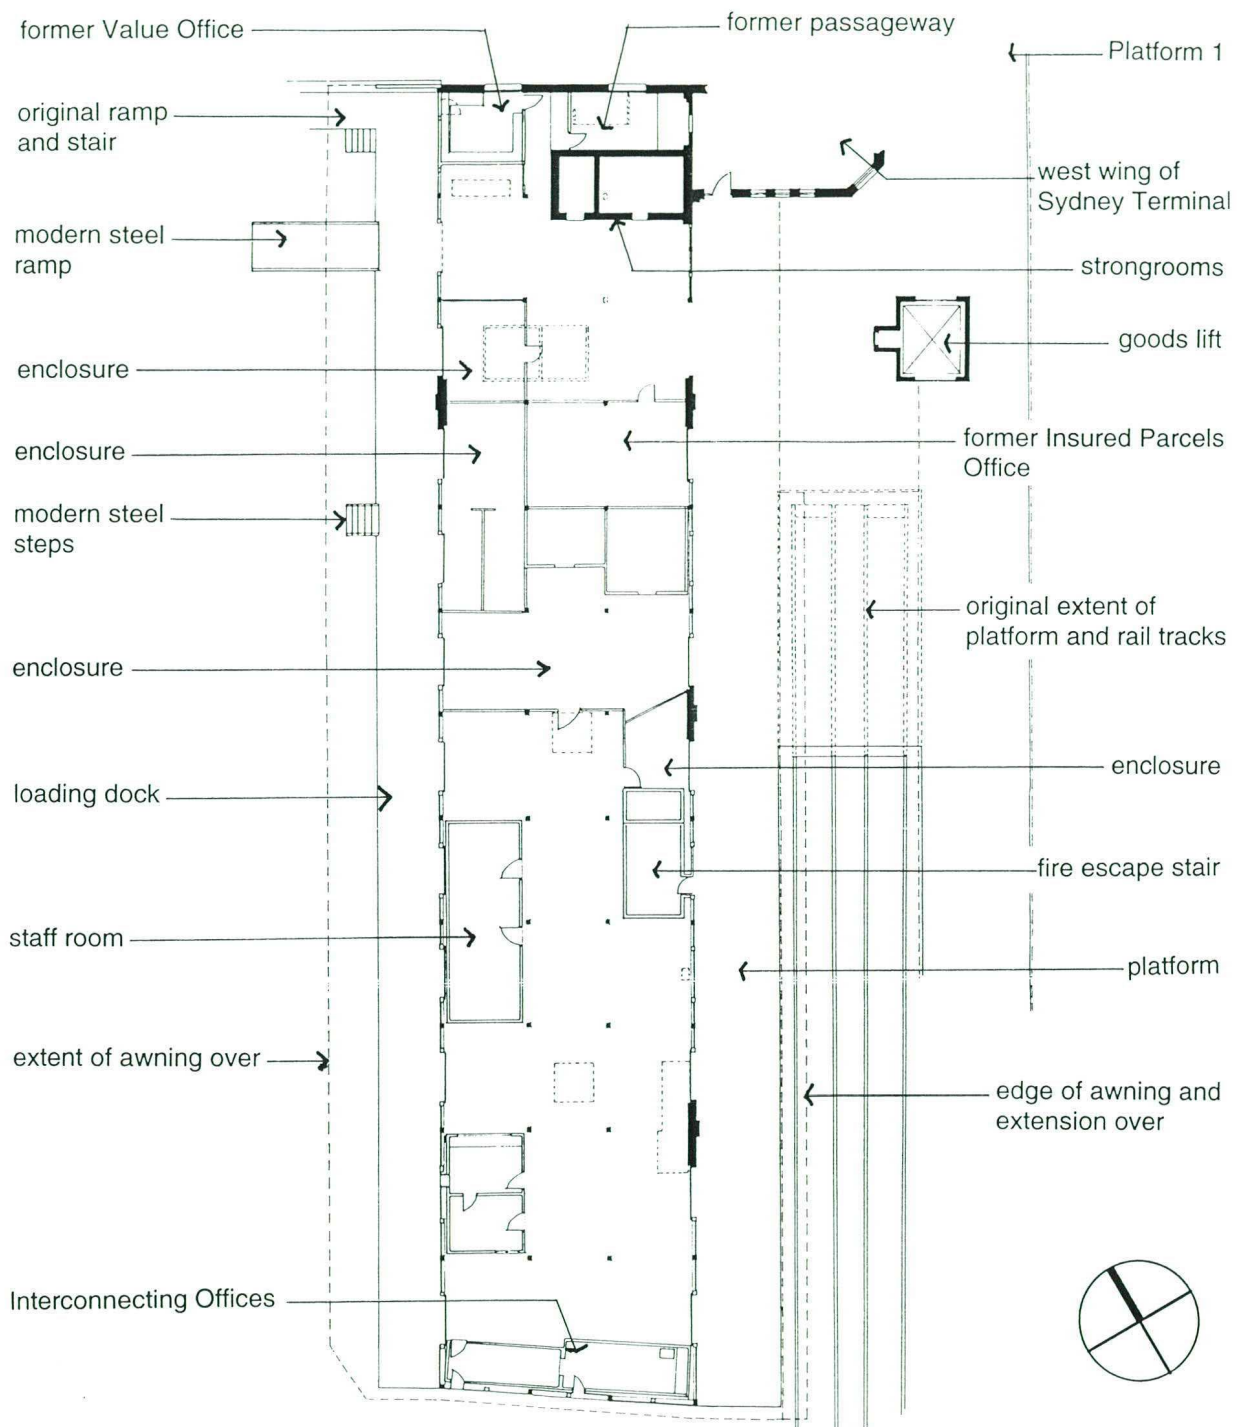 former Value Office
former passageway
Platform 1
original ramp
and stair
west wing of
Sydney Terminal
modern steel
ramp
strongrooms
goods lift
enclosure
former Insured Parcels
Office
enclosure
modern steel
steps
original extent of
platform and rail tracks
enclosure
enclosure
loading dock
fire escape stair
staff room
platform
extent of awning over
edge of awning and
extension over
Interconnecting Offices